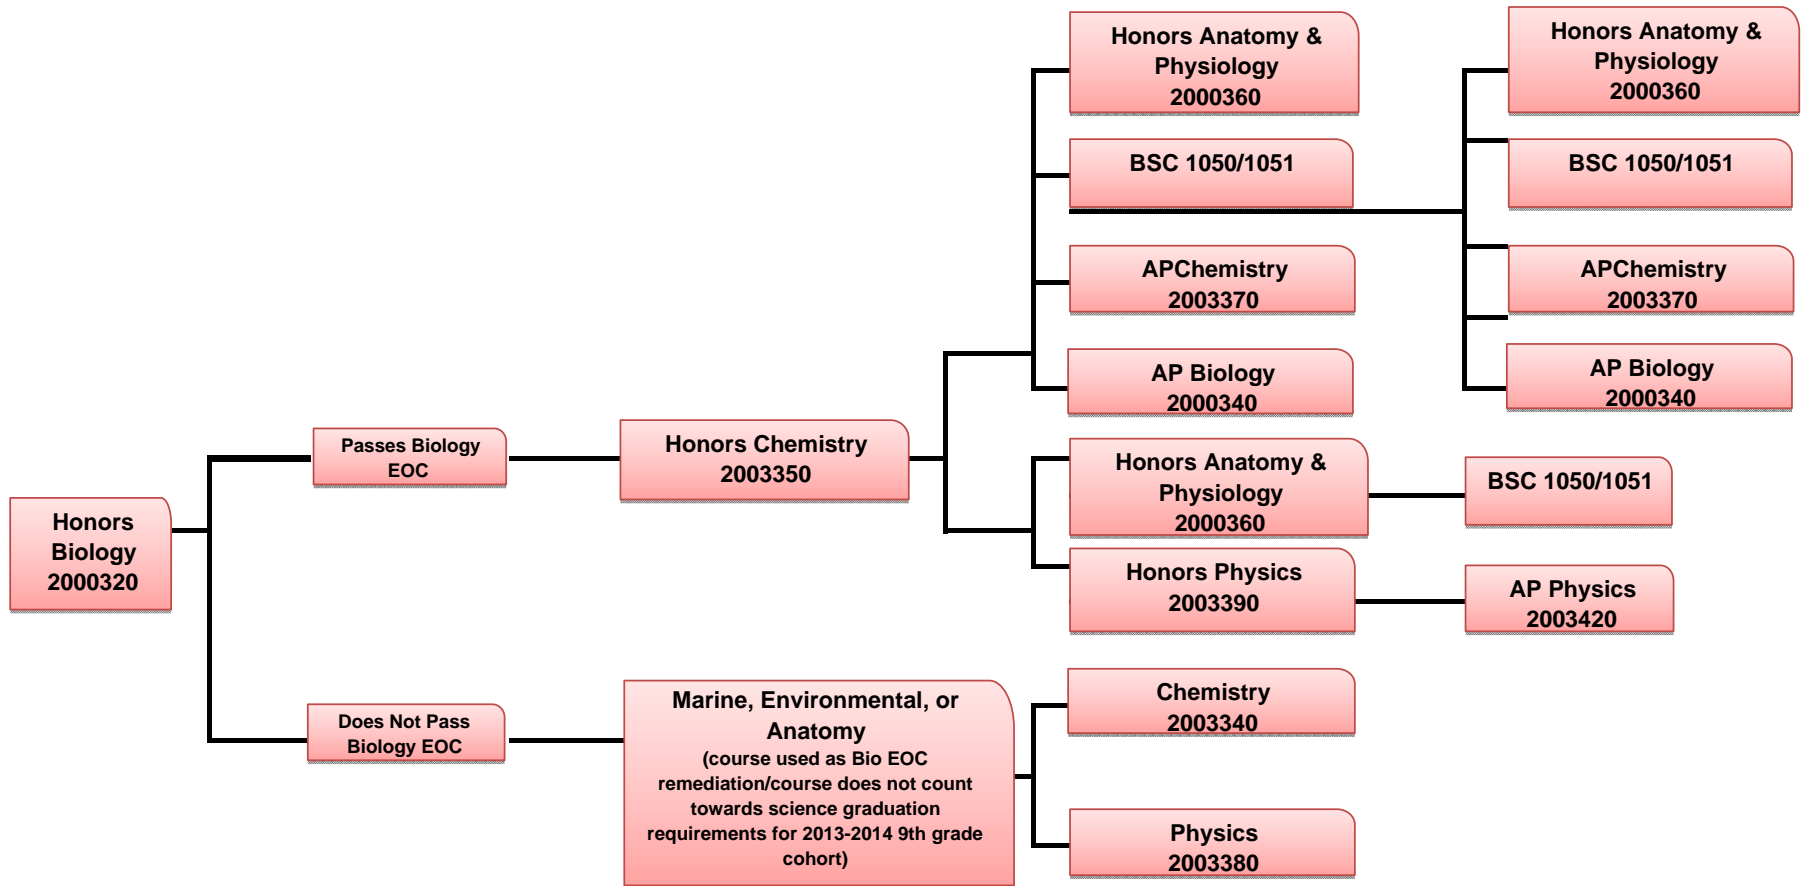 Honors
Biology
2000320
Passes Biology
EOC
Does Not Pass
Biology EOC
Honors Chemistry
2003350
Marine, Environmental, or
Anatomy
(course used as Bio EOC
remediation/course does not count
towards science graduation
requirements for 2013-2014 9th grade
cohort)
Honors Anatomy &
Physiology
2000360
BSC 1050/1051
APChemistry
2003370
AP Biology
2000340
Honors Anatomy &
Physiology
2000360
Honors Physics
2003390
Chemistry
2003340
Physics
2003380
Honors Anatomy &
Physiology
2000360
BSC 1050/1051
APChemistry
2003370
AP Biology
2000340
BSC 1050/1051
AP Physics
2003420